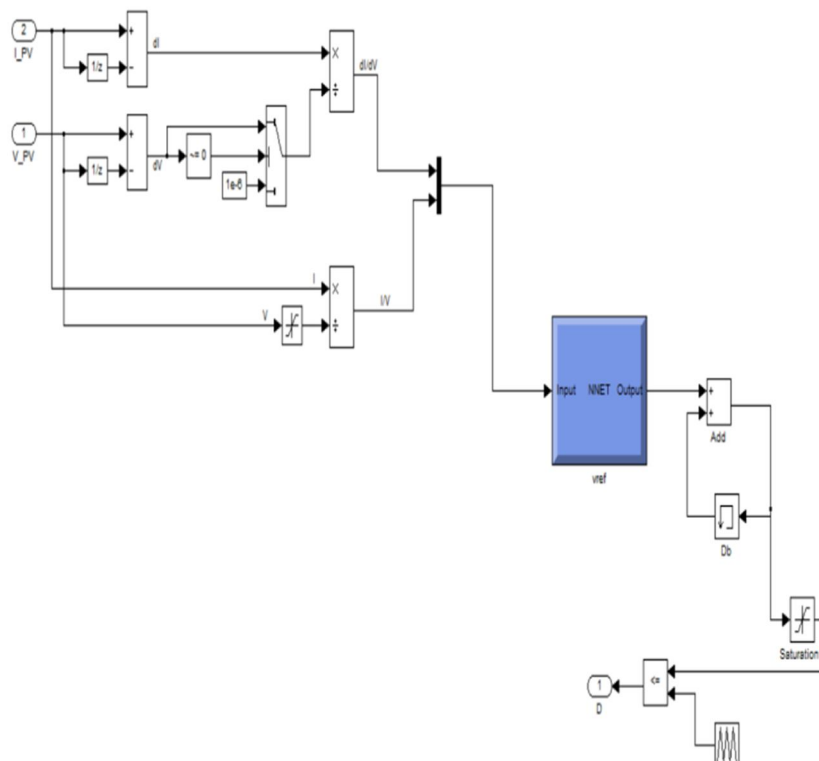 2
I_PV
+
−
dI
1/z
×
÷
dI/dV
1
V_PV
+
−
dV
1/z
~= 0
1e-6
I
V
×
÷
I/V
Input NNET Output
vref
+
+
Add
Db
Saturation
<=
1
D